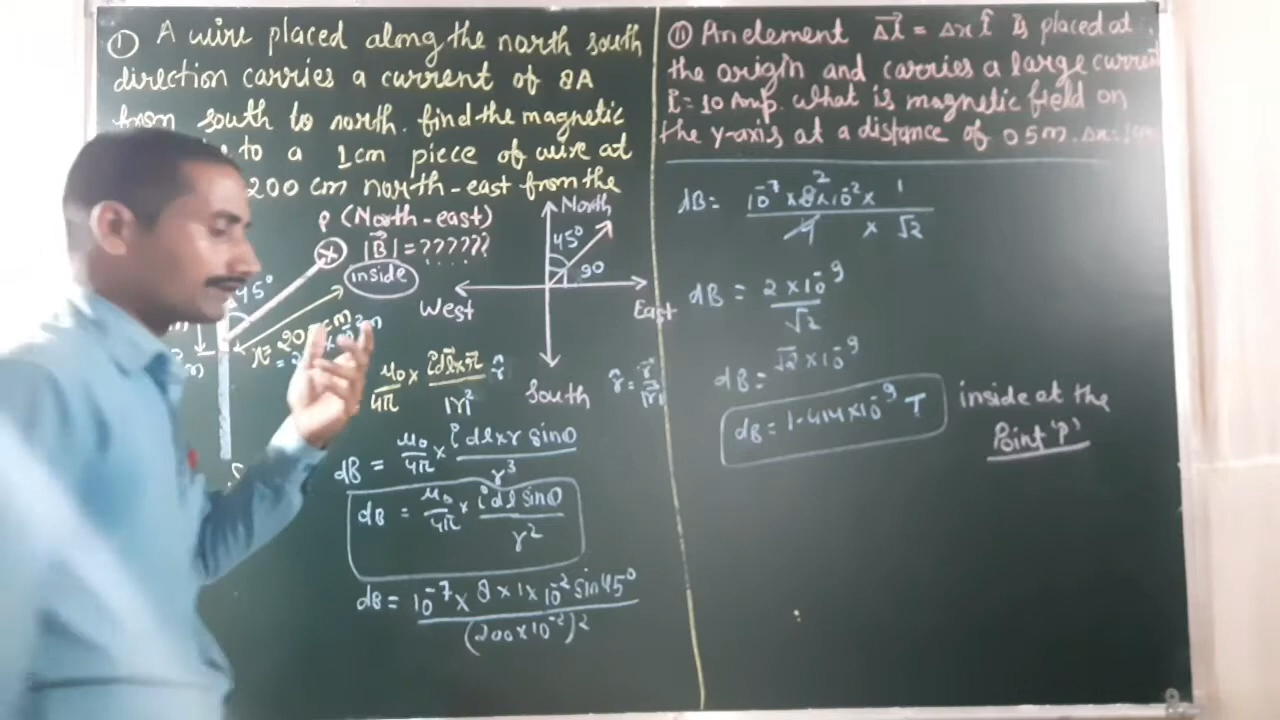 ① A wire placed along the north south
direction carries a current of 8A
from south to north. find the magnetic
to a 1cm piece of wire at
200 cm north-east from the
P (North-east)
|B⃗| = ??????
inside
45°
North
45°
90
West
East
South
r̂ = r⃗/|r⃗|
μ₀/4π × idl⃗×r⃗/|r|² r̂
dB = μ₀/4π × i dl×r sinθ/r³
dB = μ₀/4π × i dl sinθ/r²
dB = 10⁻⁷ × 8 × 1 × 10⁻² sin45°/(200×10⁻²)²
⑪ An element Δl⃗ = Δx î is placed at
the origin and carries a large current
i = 10 Amp. What is magnetic field on
the y-axis at a distance of 0.5m. Δx = 1cm
dB = 10⁻⁷ × 8 2 × 10⁻² × 1/4 × √2
dB = 2 × 10⁻⁹/√2
dB = √2 × 10⁻⁹
dB = 1.414 × 10⁻⁹ T
inside at the
Point 'P'